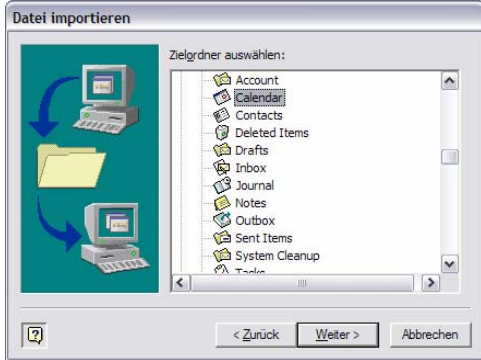 Datei importieren
Zielordner auswählen:
Account
Calendar
Contacts
Deleted Items
Drafts
Inbox
Journal
Notes
Outbox
Sent Items
System Cleanup
Tasks
< Zurück
Weiter >
Abbrechen